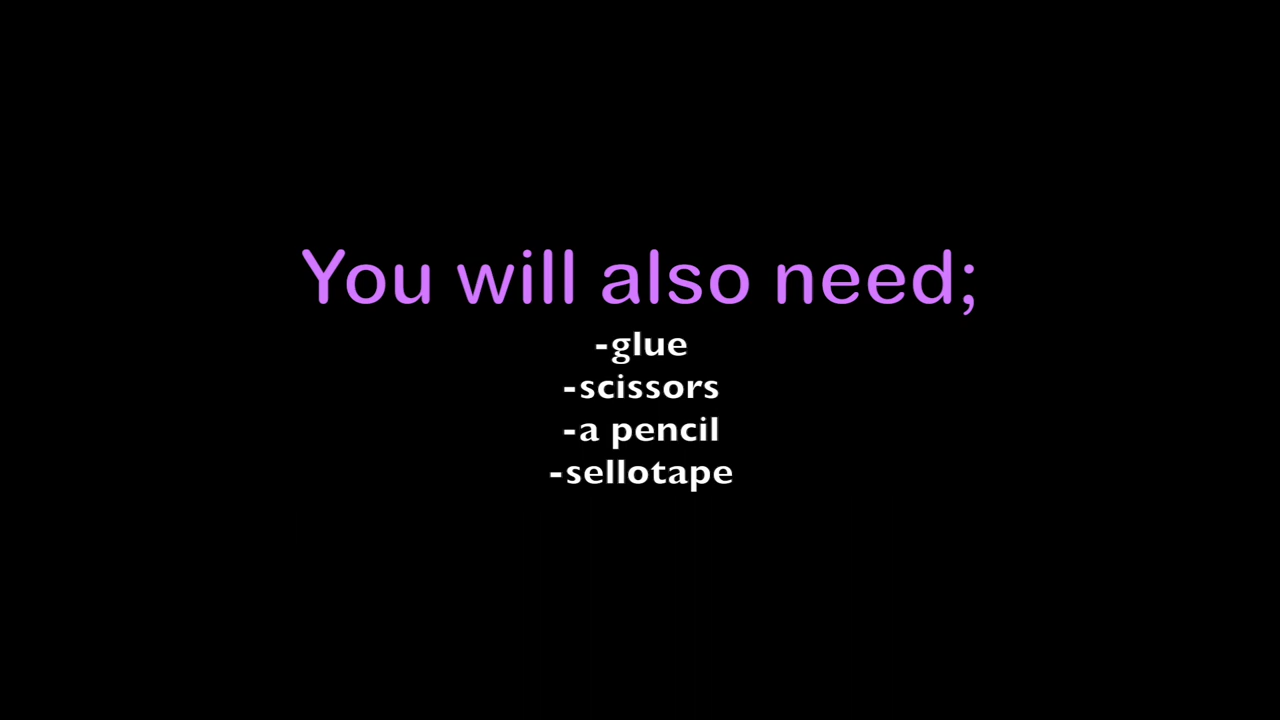 You will also need;
-glue
-scissors
-a pencil
-sellotape